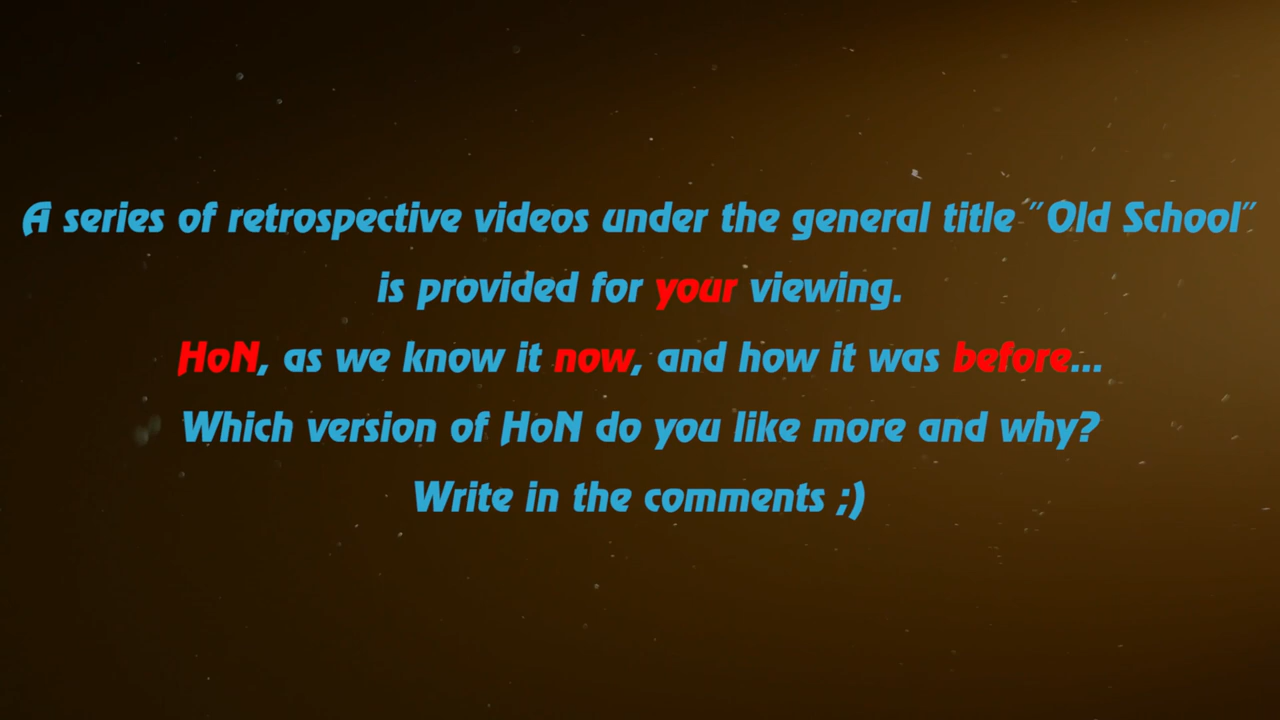 A series of retrospective videos under the general title "Old School"
is provided for your viewing.
HoN, as we know it now, and how it was before...
Which version of HoN do you like more and why?
Write in the comments ;)